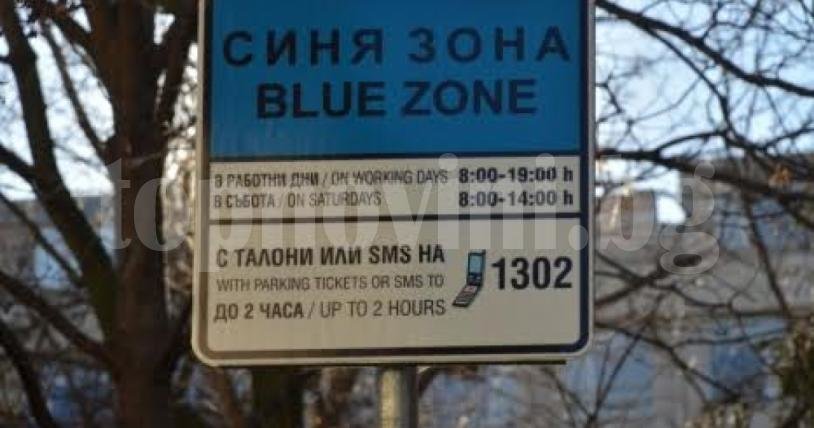 СИНЯ ЗОНА
BLUE ZONE
В РАБОТНИ ДНИ / ON WORKING DAYS 8:00-19:00 h
В СЪБОТА / ON SATURDAYS 8:00-14:00 h
С ТАЛОНИ ИЛИ SMS НА
WITH PARKING TICKETS OR SMS TO
1302
ДО 2 ЧАСА / UP TO 2 HOURS
topnovini.bg